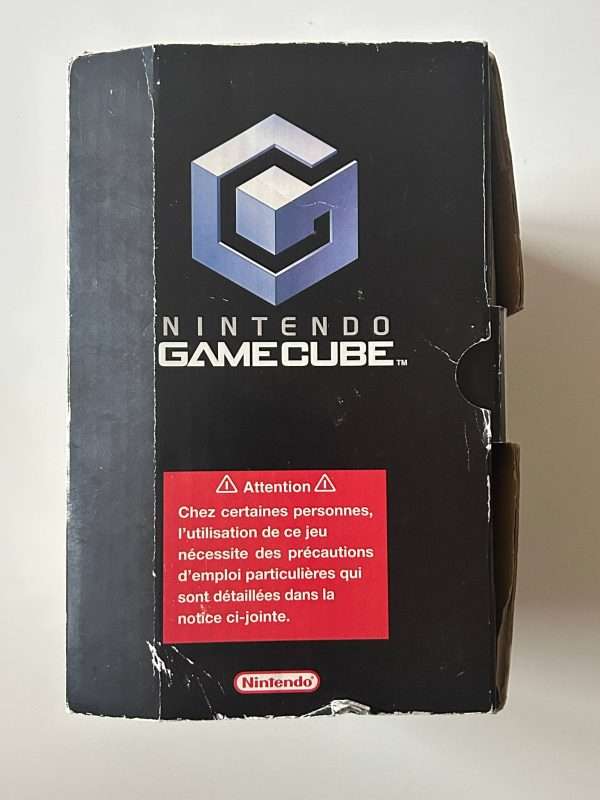 NINTENDO
GAMECUBE™
Attention
Chez certaines personnes,
l'utilisation de ce jeu
nécessite des précautions
d'emploi particulières qui
sont détaillées dans la
notice ci-jointe.
Nintendo